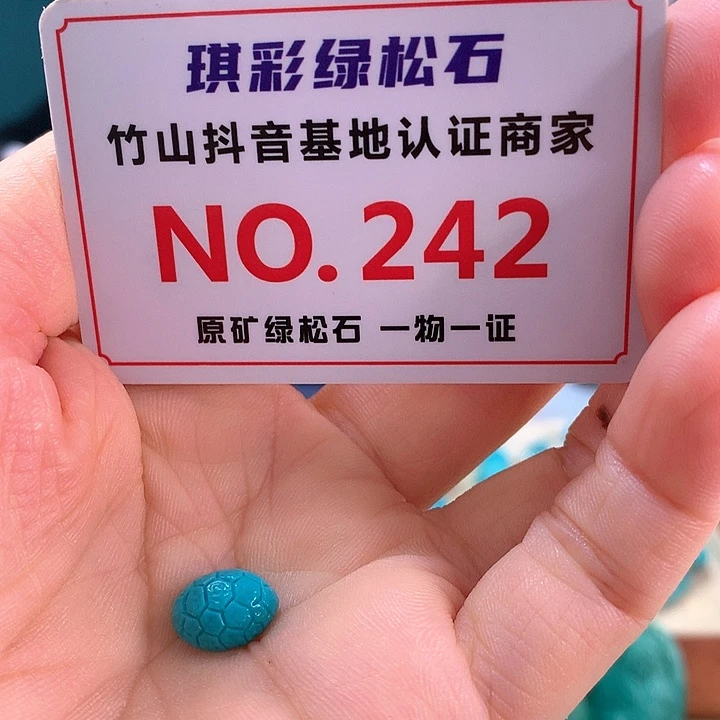 琪彩绿松石
竹山抖音基地认证商家
NO.242
原矿绿松石 一物一证